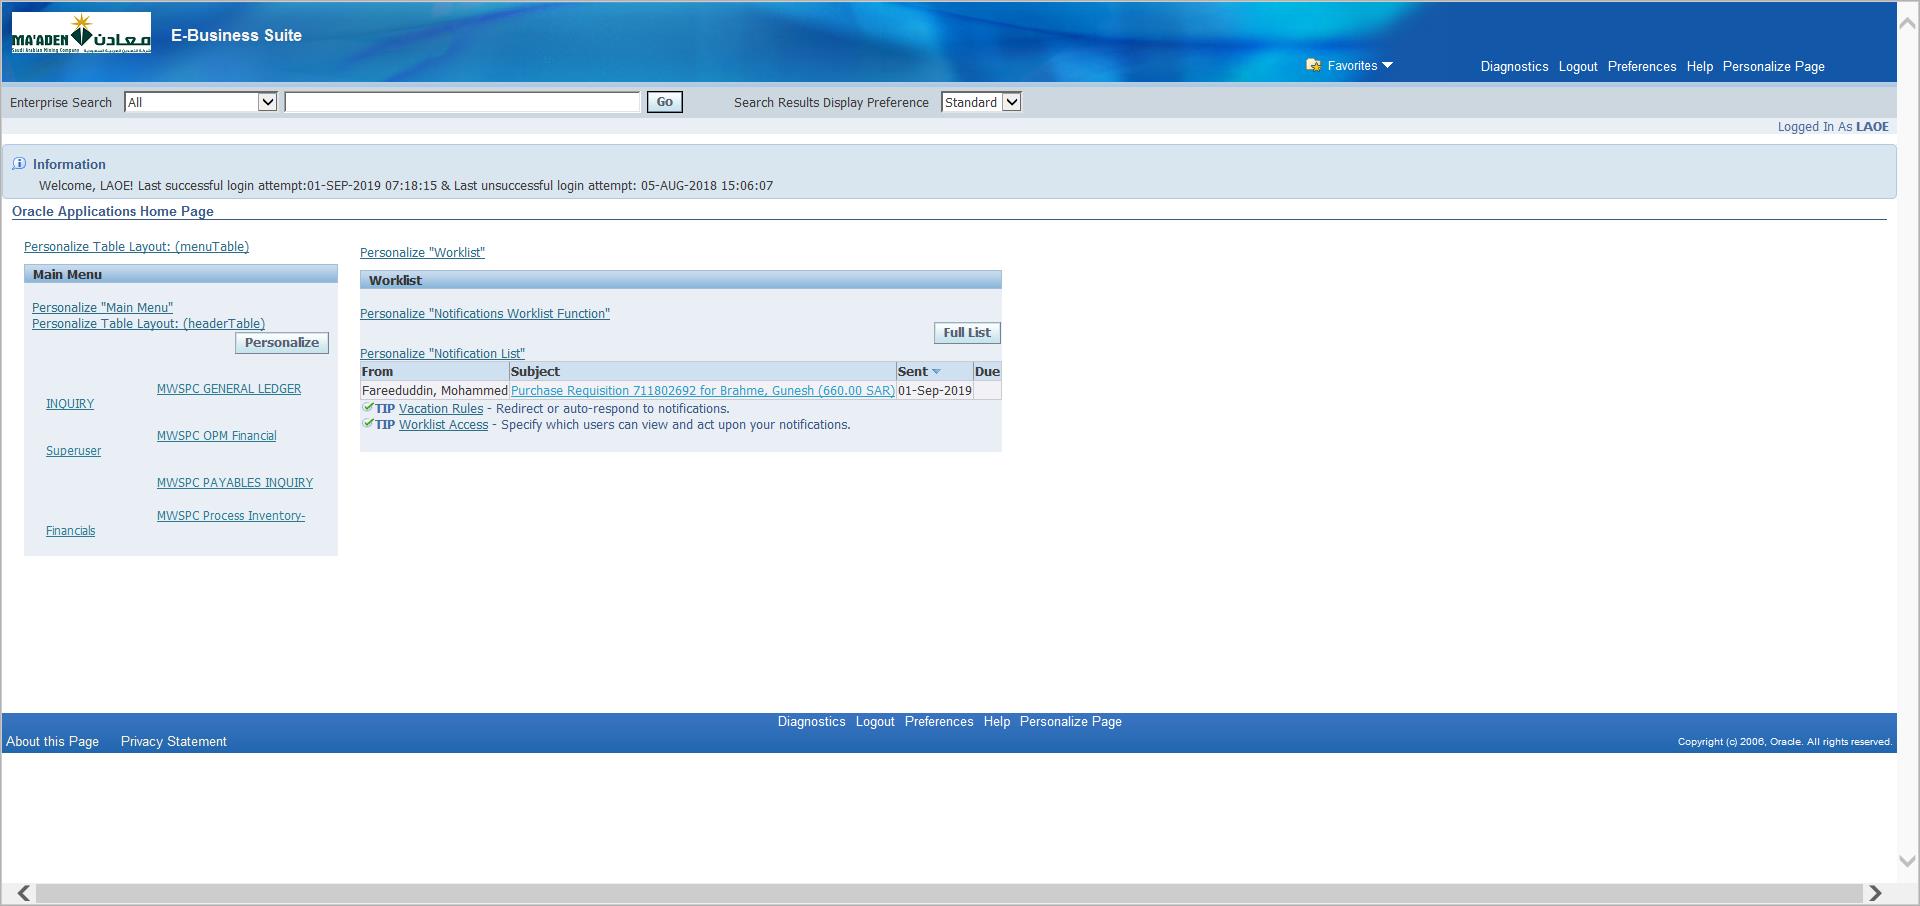 MA'ADEN معادن
Saudi Arabian Mining Company
E-Business Suite
Favorites
Diagnostics Logout Preferences Help Personalize Page
Enterprise Search All Go Search Results Display Preference Standard
Logged In As LAOE
Information
Welcome, LAOE! Last successful login attempt:01-SEP-2019 07:18:15 & Last unsuccessful login attempt: 05-AUG-2018 15:06:07
Oracle Applications Home Page
Personalize Table Layout: (menuTable)
Main Menu
Personalize "Main Menu"
Personalize Table Layout: (headerTable)
Personalize
MWSPC GENERAL LEDGER
INQUIRY
MWSPC OPM Financial
Superuser
MWSPC PAYABLES INQUIRY
MWSPC Process Inventory-
Financials
Personalize "Worklist"
Worklist
Personalize "Notifications Worklist Function"
Full List
Personalize "Notification List"
From Subject Sent Due
Fareeduddin, Mohammed Purchase Requisition 711802692 for Brahme, Gunesh (660.00 SAR) 01-Sep-2019
TIP Vacation Rules - Redirect or auto-respond to notifications.
TIP Worklist Access - Specify which users can view and act upon your notifications.
Diagnostics Logout Preferences Help Personalize Page
About this Page Privacy Statement
Copyright (c) 2006, Oracle. All rights reserved.